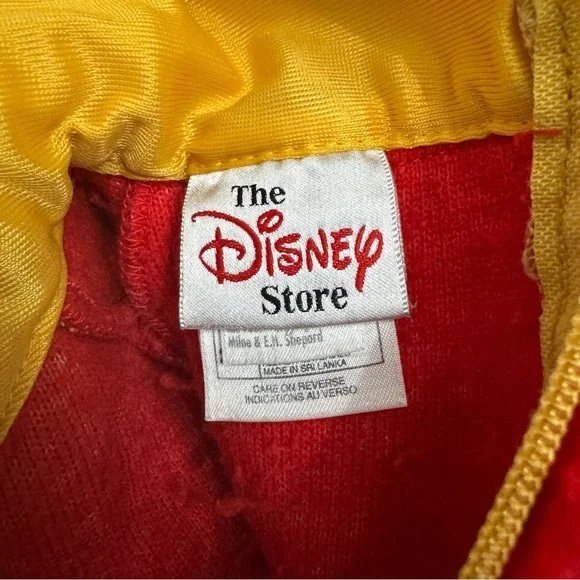 The
Disney
Store
Milne & E.H. Shepard
MADE IN SRI LANKA
CARE ON REVERSE
INDICATIONS AU VERSO